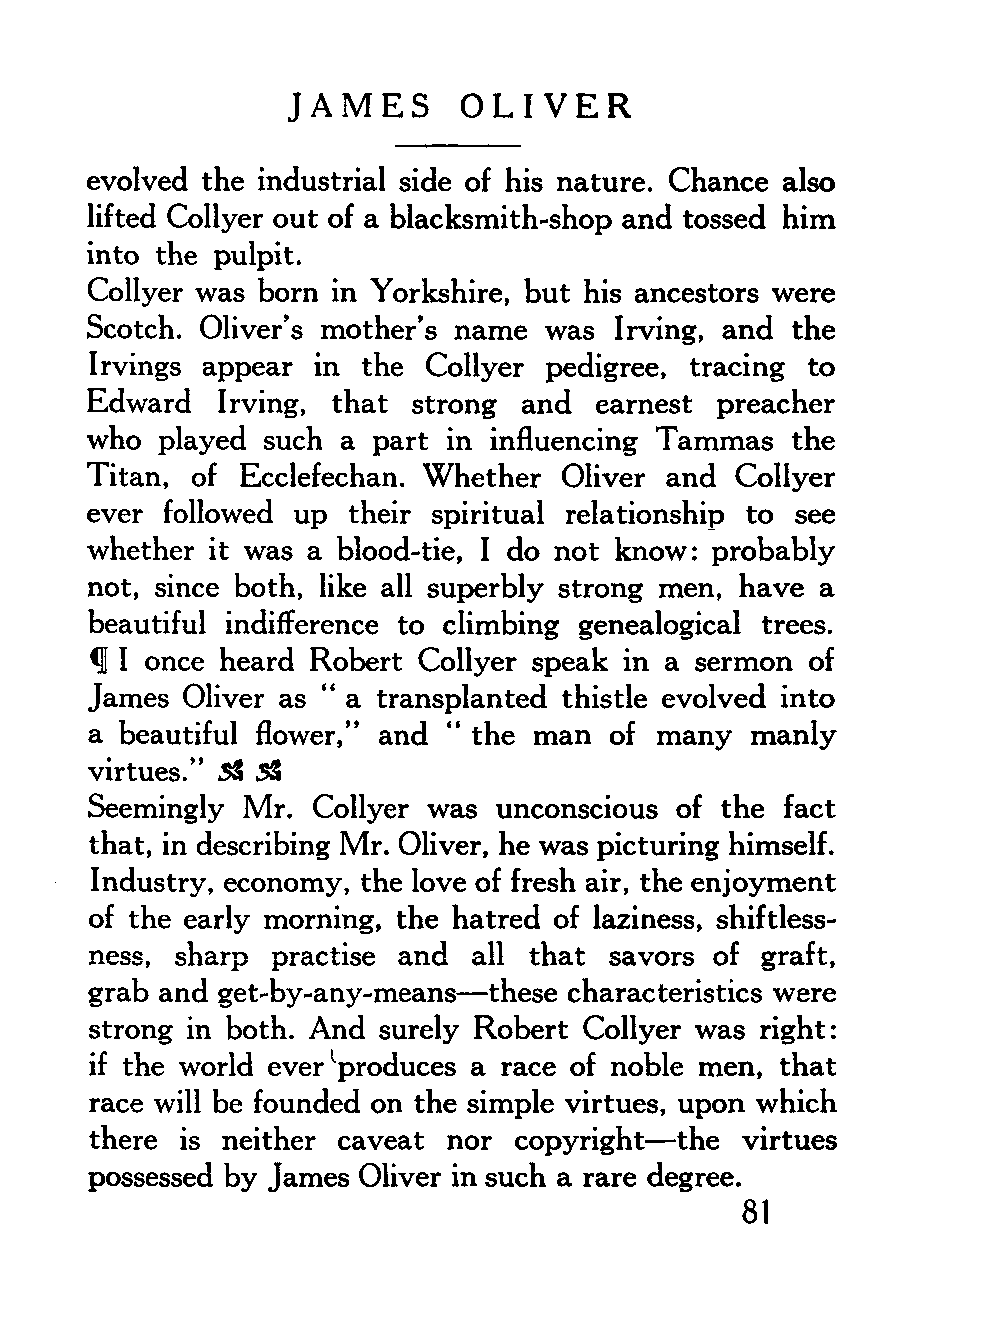 JAMES OLIVER
evolved the industrial side of his nature. Chance also
lifted Collyer out of a blacksmith-shop and tossed him
into the pulpit.
Collyer was born in Yorkshire, but his ancestors were
Scotch. Oliver's mother's name was Irving, and the
Irvings appear in the Collyer pedigree, tracing to
Edward Irving, that strong and earnest preacher
who played such a part in influencing Tammas the
Titan, of Ecclefechan. Whether Oliver and Collyer
ever followed up their spiritual relationship to see
whether it was a blood-tie, I do not know: probably
not, since both, like all superbly strong men, have a
beautiful indifference to climbing genealogical trees.
¶ I once heard Robert Collyer speak in a sermon of
James Oliver as “ a transplanted thistle evolved into
a beautiful flower,” and “ the man of many manly
virtues.”
Seemingly Mr. Collyer was unconscious of the fact
that, in describing Mr. Oliver, he was picturing himself.
Industry, economy, the love of fresh air, the enjoyment
of the early morning, the hatred of laziness, shiftless-
ness, sharp practise and all that savors of graft,
grab and get-by-any-means—these characteristics were
strong in both. And surely Robert Collyer was right:
if the world ever produces a race of noble men, that
race will be founded on the simple virtues, upon which
there is neither caveat nor copyright—the virtues
possessed by James Oliver in such a rare degree.
81